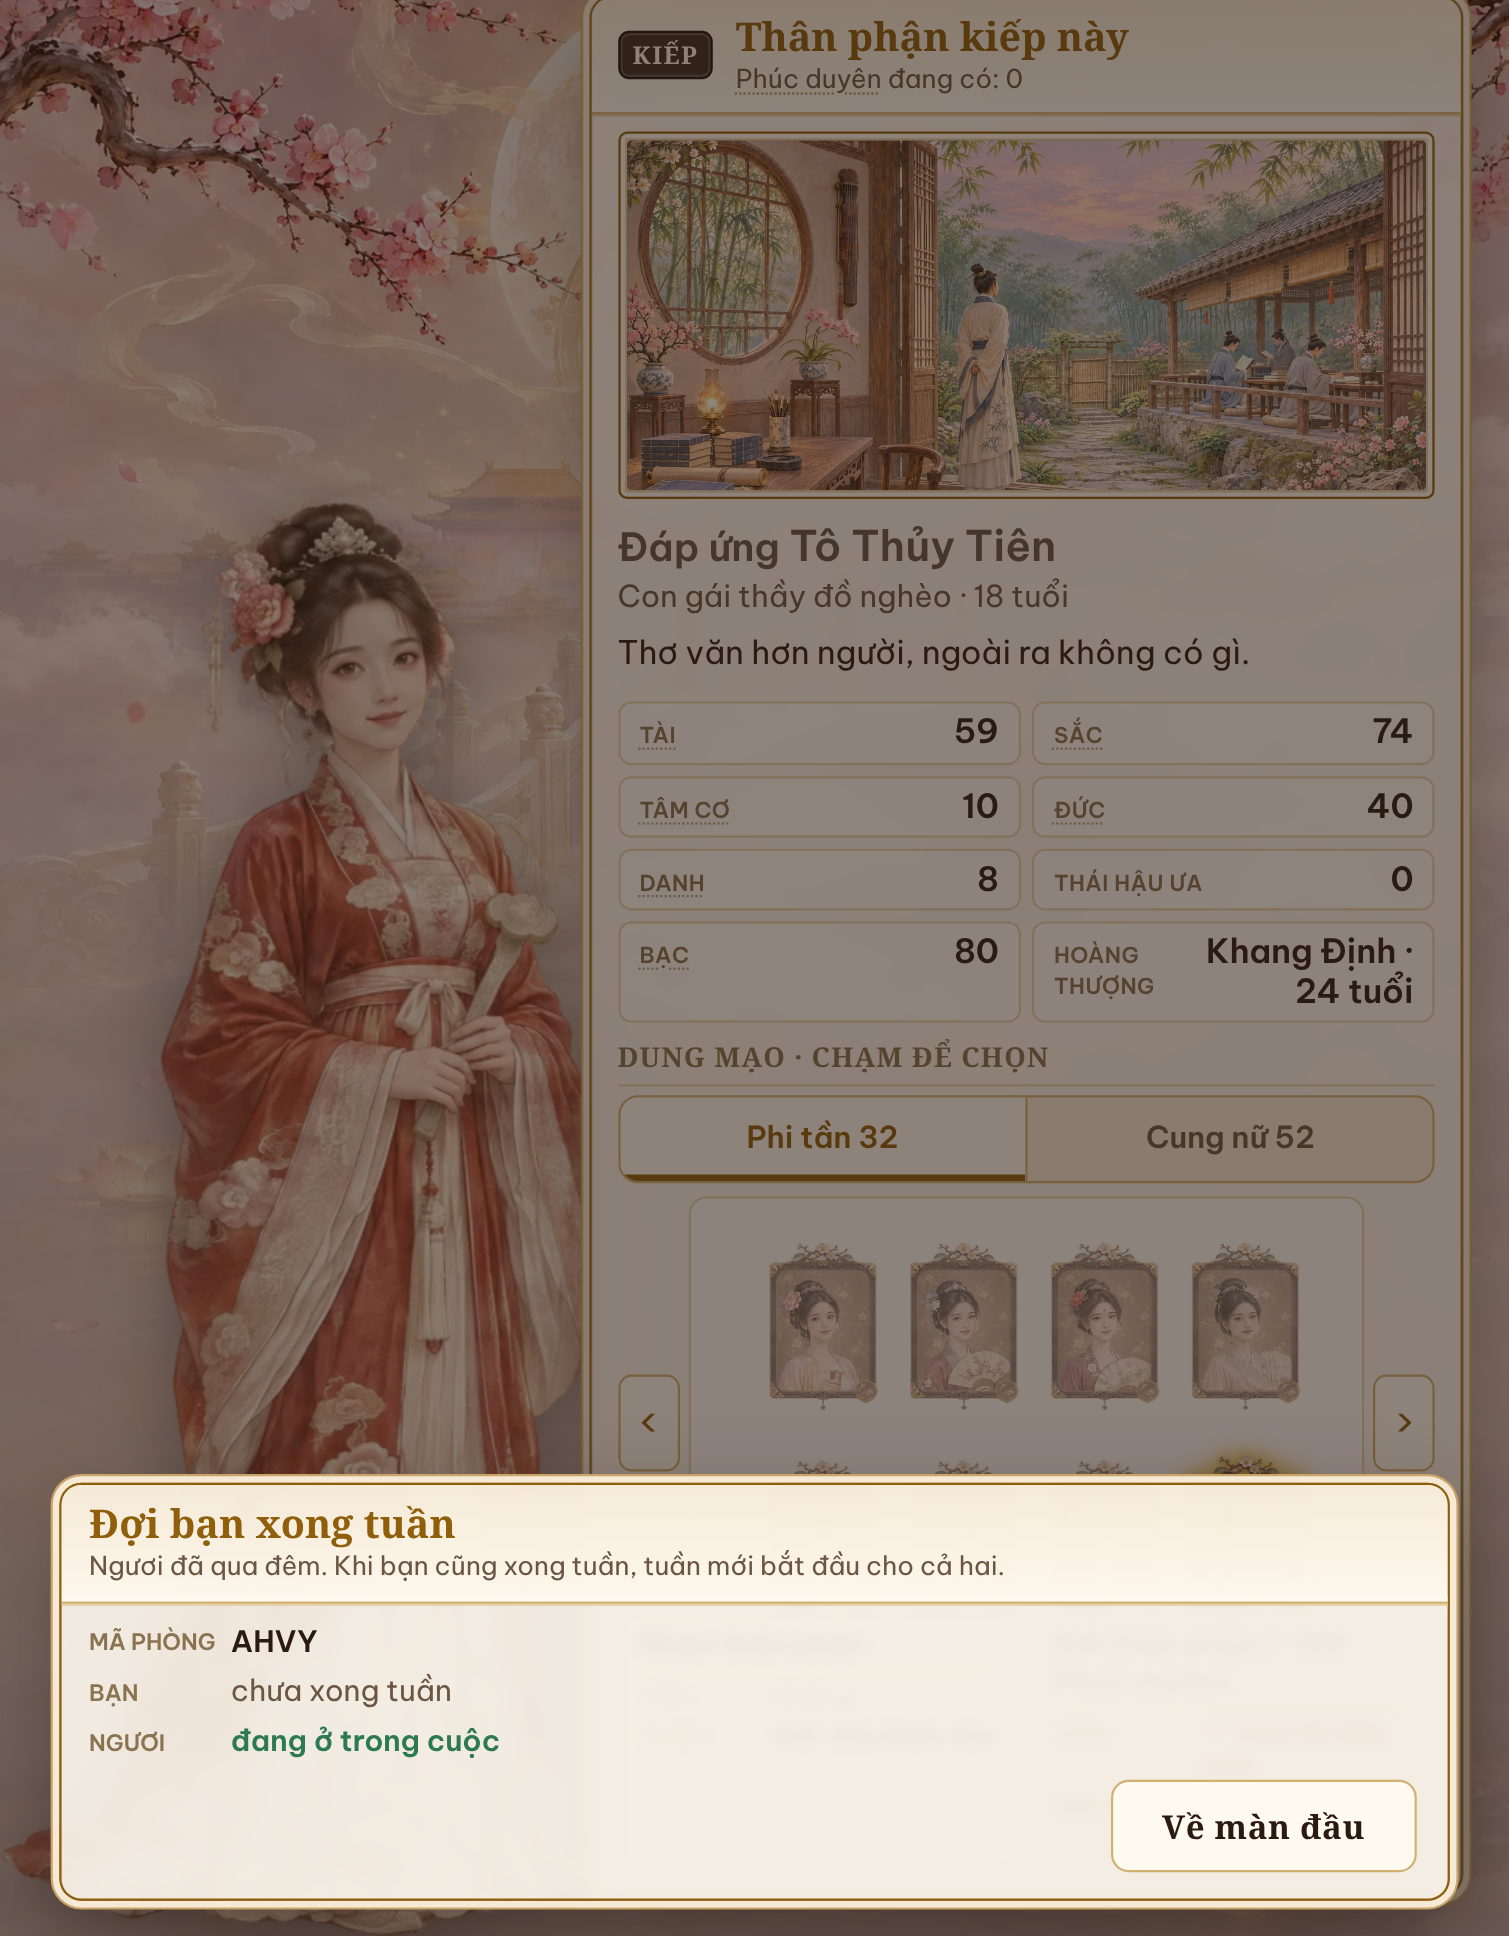 KIẾP
Thân phận kiếp này
Phúc duyên đang có: 0
Đáp ứng Tô Thủy Tiên
Con gái thầy đồ nghèo · 18 tuổi
Thơ văn hơn người, ngoài ra không có gì.
TÀI 59
SẮC 74
TÂM CƠ 10
ĐỨC 40
DANH 8
THÁI HẬU ƯA 0
BẠC 80
HOÀNG THƯỢNG Khang Định · 24 tuổi
DUNG MẠO · CHẠM ĐỂ CHỌN
Phi tần 32
Cung nữ 52
Đợi bạn xong tuần
Ngươi đã qua đêm. Khi bạn cũng xong tuần, tuần mới bắt đầu cho cả hai.
MÃ PHÒNG AHVY
BẠN chưa xong tuần
NGƯƠI đang ở trong cuộc
Về màn đầu